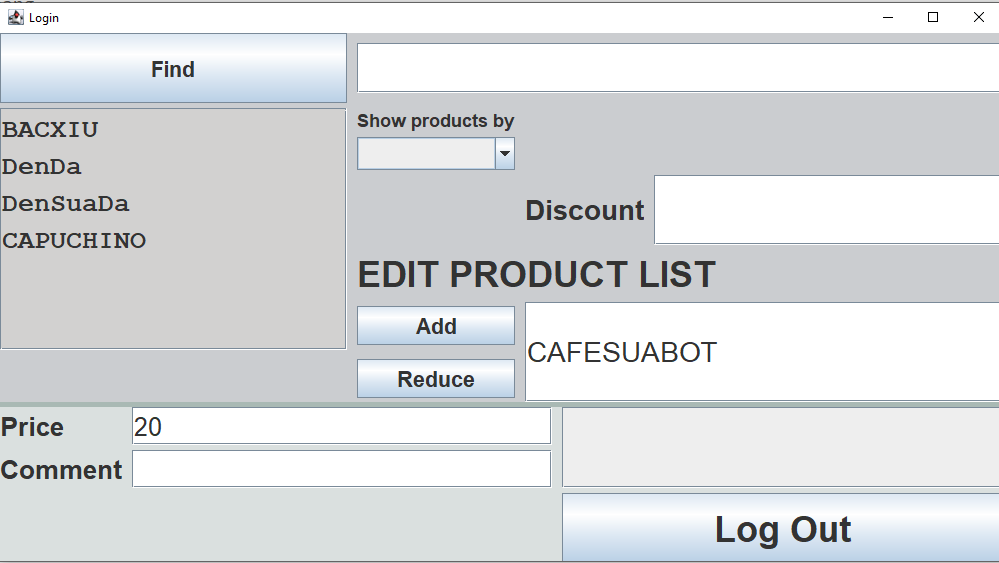 Login
Find
BACXIU
DenDa
DenSuaDa
CAPUCHINO
Show products by
Discount
EDIT PRODUCT LIST
Add
CAFESUABOT
Reduce
Price
20
Comment
Log Out